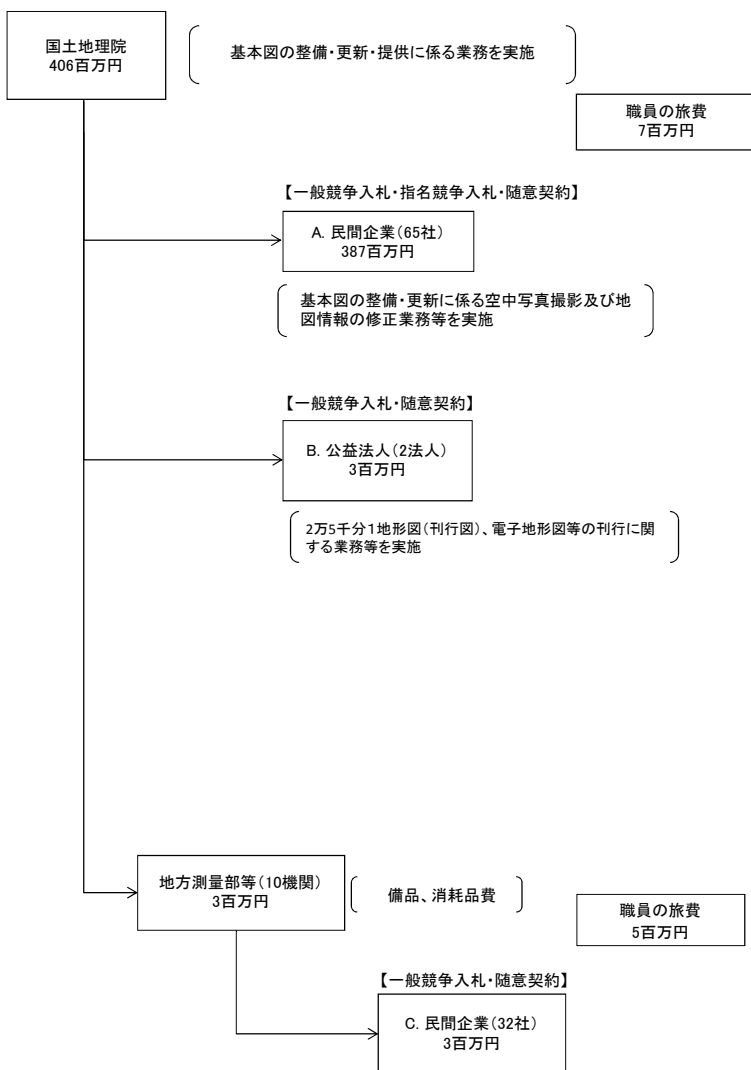 国土地理院
406百万円
基本図の整備・更新・提供に係る業務を実施
職員の旅費
7百万円
【一般競争入札・指名競争入札・随意契約】
A. 民間企業(65社)
387百万円
基本図の整備・更新に係る空中写真撮影及び地
図情報の修正業務等を実施
【一般競争入札・随意契約】
B. 公益法人(2法人)
3百万円
2万5千分1地形図(刊行図)、電子地形図等の刊行に関
する業務等を実施
地方測量部等(10機関)
3百万円
備品、消耗品費
職員の旅費
5百万円
【一般競争入札・随意契約】
C. 民間企業(32社)
3百万円